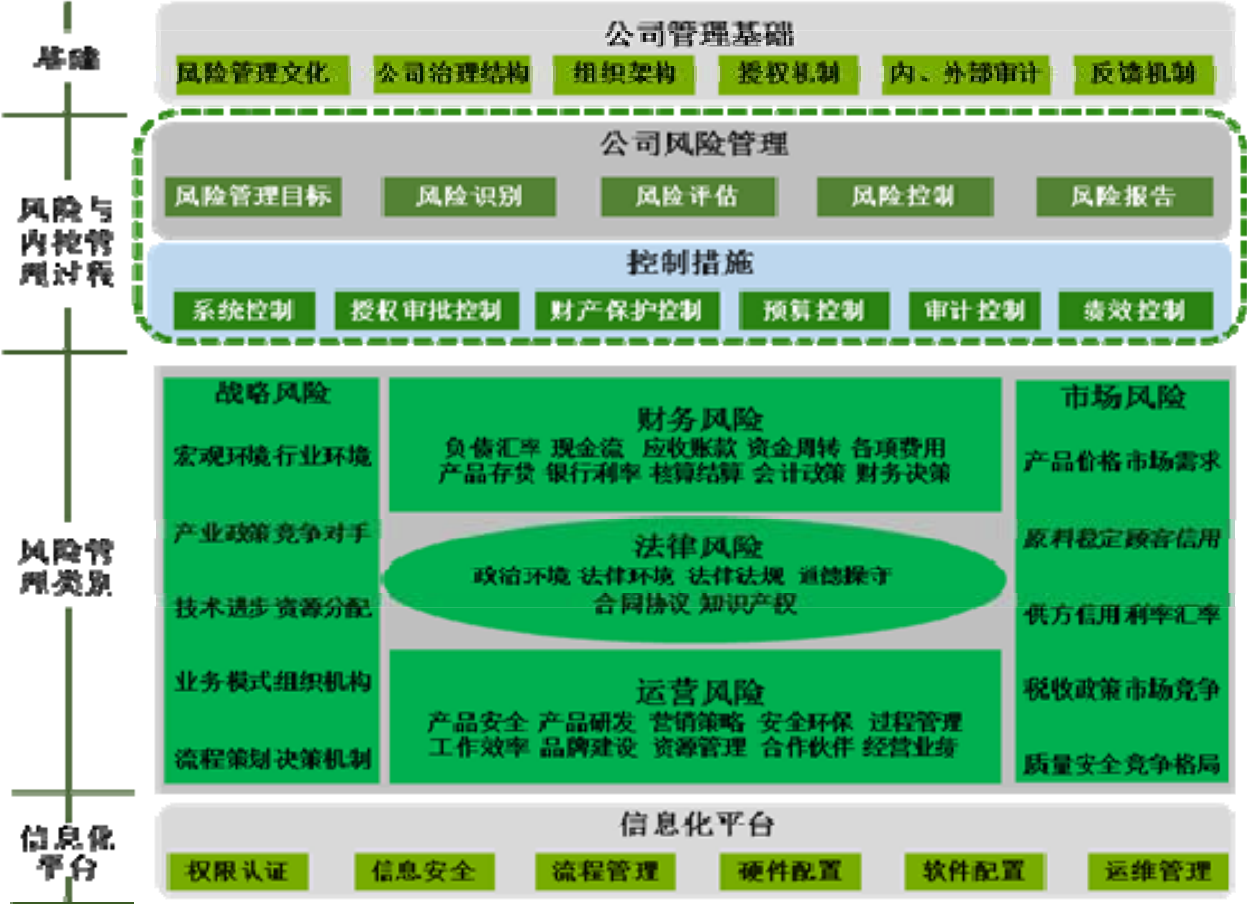 基础
公司管理基础
风险管理文化 公司治理结构 组织架构 授权机制 内、外部审计 反馈机制
风险与
内控管
理过程
公司风险管理
风险管理目标 风险识别 风险评估 风险控制 风险报告
控制措施
系统控制 授权审批控制 财产保护控制 预算控制 审计控制 绩效控制
风险管
理类别
战略风险
宏观环境 行业环境
产业政策 竞争对手
技术进步 资源分配
业务模式 组织机构
流程策划 决策机制
财务风险
负债汇率 现金流 应收账款 资金周转 各项费用
产品存货 银行利率 核算结算 会计政策 财务决策
法律风险
政治环境 法律环境 法律法规 道德操守
合同协议 知识产权
运营风险
产品安全 产品研发 营销策略 安全环保 过程管理
工作效率 品牌建设 资源管理 合作伙伴 经营业绩
市场风险
产品价格 市场需求
原料稳定 顾客信用
供方信用 利率汇率
税收政策 市场竞争
质量安全 竞争格局
信息化
平台
信息化平台
权限认证 信息安全 流程管理 硬件配置 软件配置 运维管理